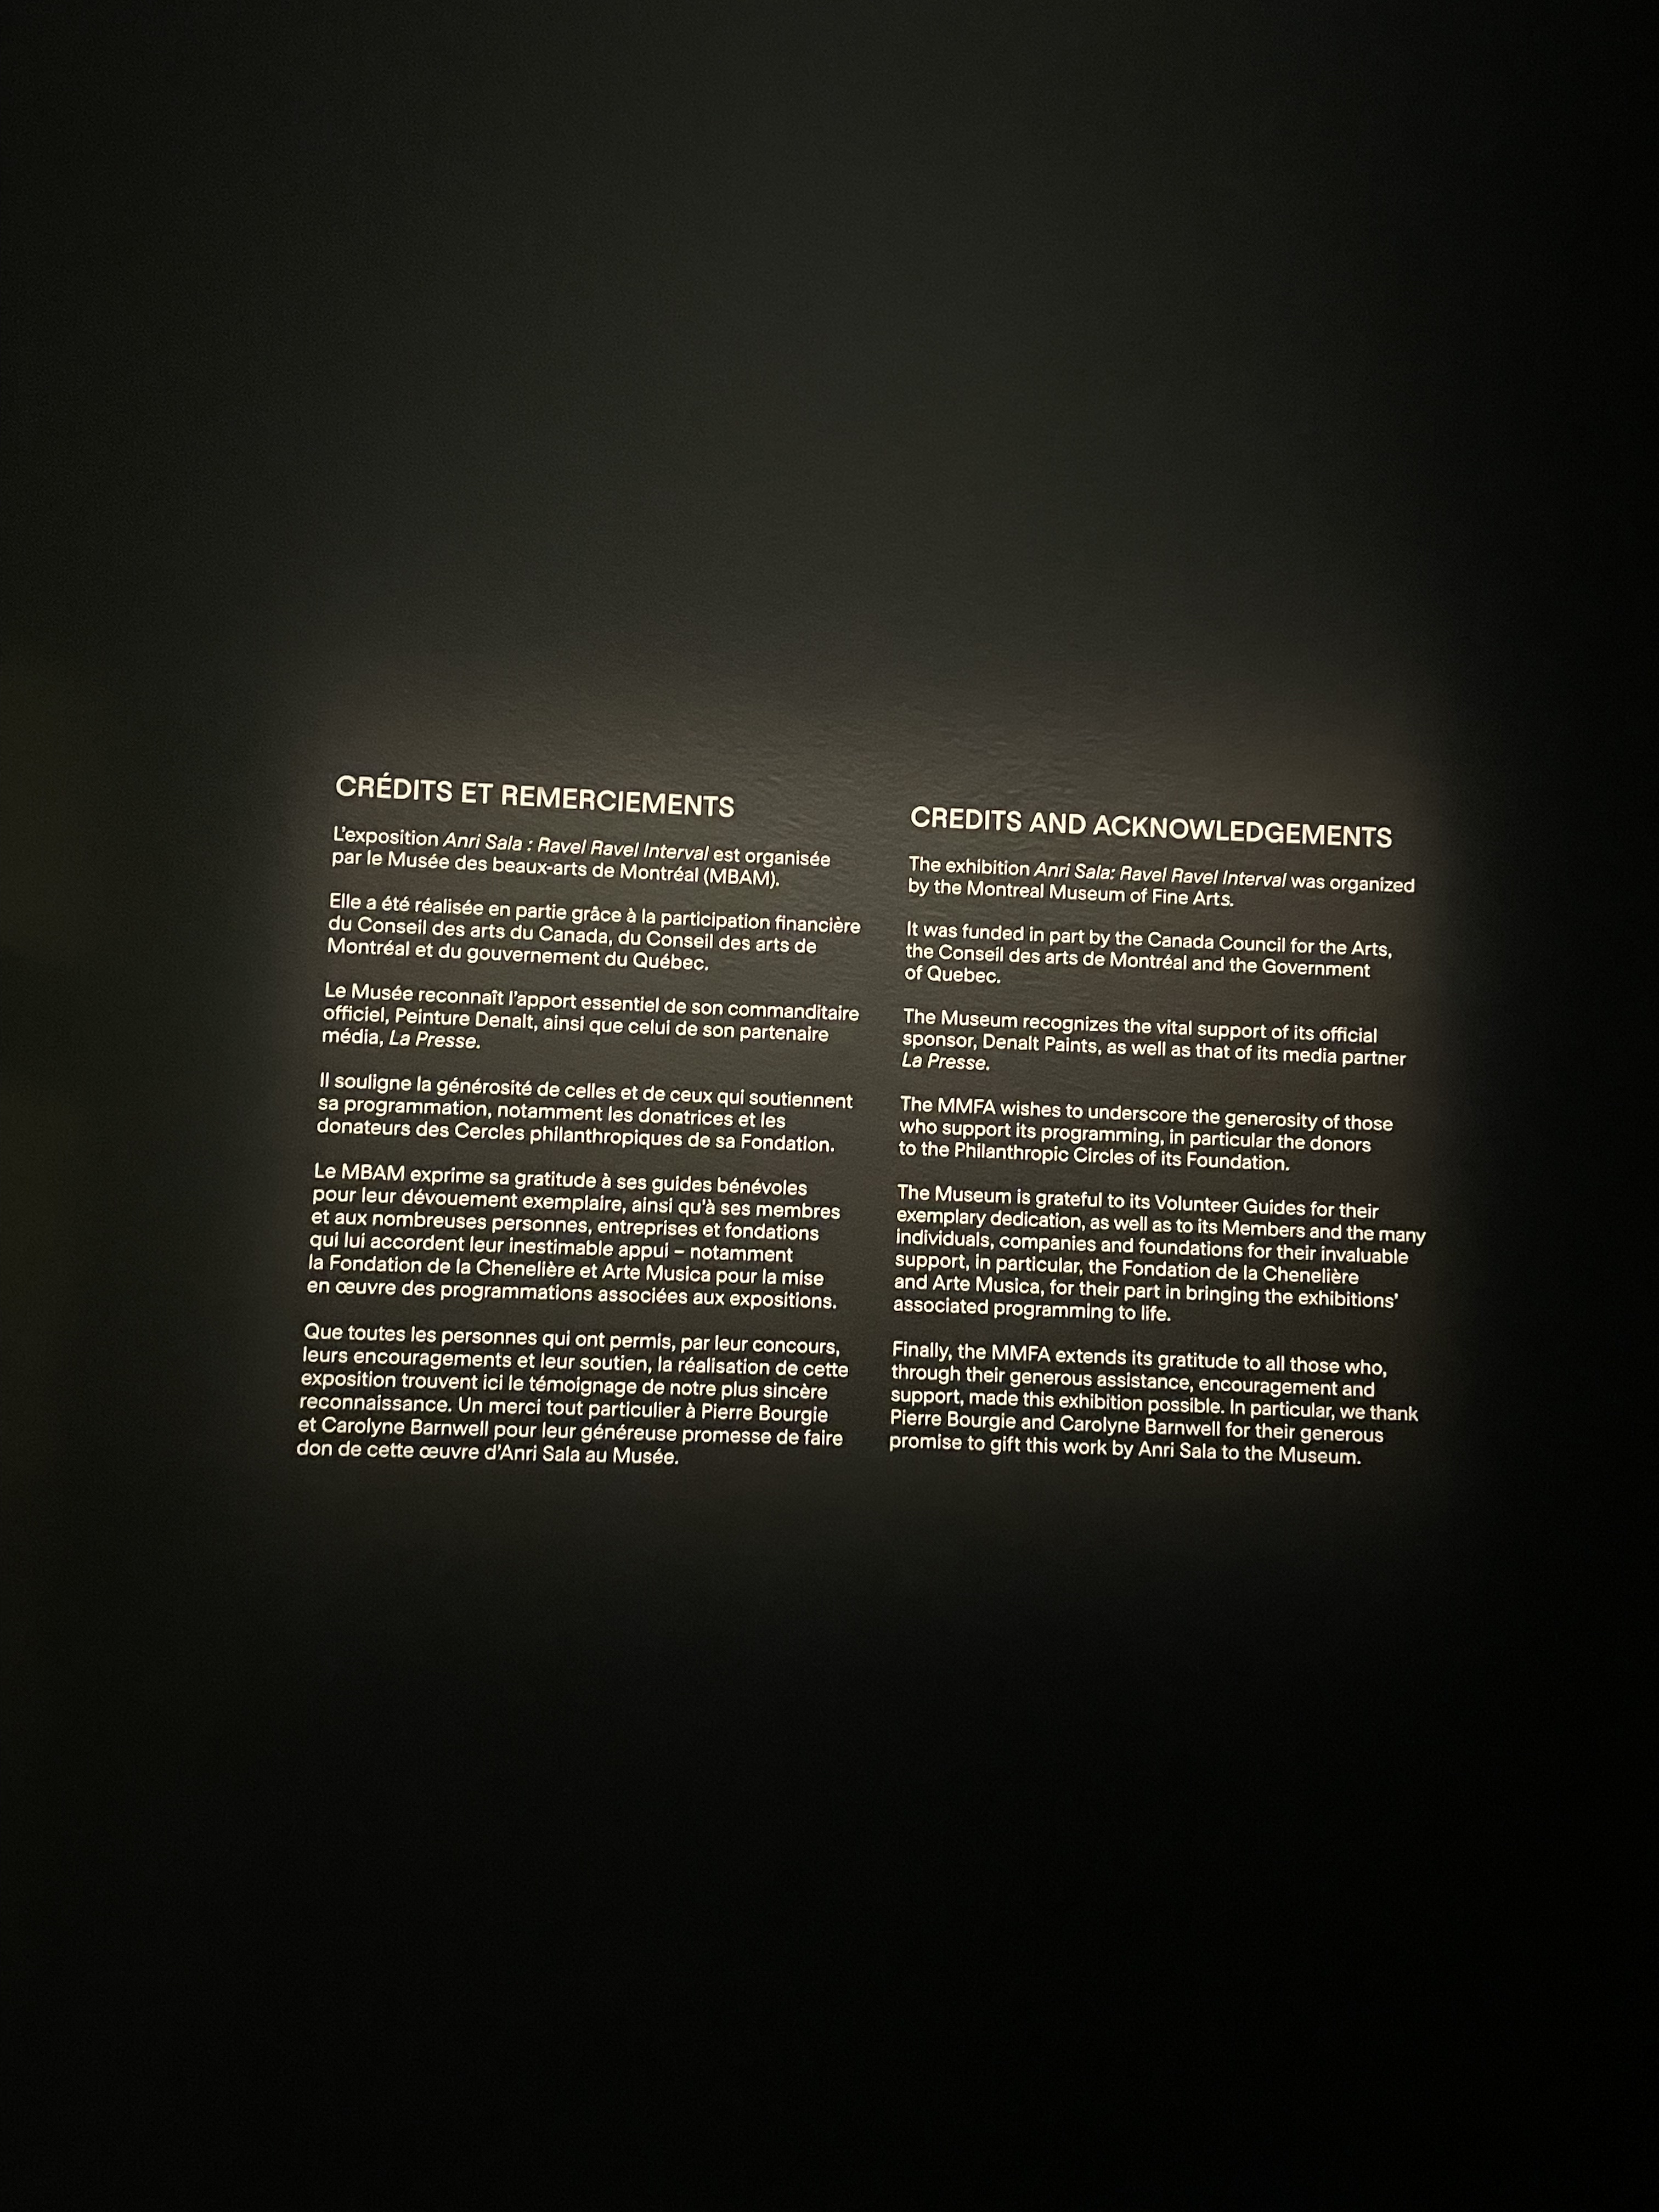 CRÉDITS ET REMERCIEMENTS
L'exposition Anri Sala : Ravel Ravel Interval est organisée
par le Musée des beaux-arts de Montréal (MBAM).
Elle a été réalisée en partie grâce à la participation financière
du Conseil des arts du Canada, du Conseil des arts de
Montréal et du gouvernement du Québec.
Le Musée reconnaît l'apport essentiel de son commanditaire
officiel, Peinture Denalt, ainsi que celui de son partenaire
média, La Presse.
Il souligne la générosité de celles et de ceux qui soutiennent
sa programmation, notamment les donatrices et les
donateurs des Cercles philanthropiques de sa Fondation.
Le MBAM exprime sa gratitude à ses guides bénévoles
pour leur dévouement exemplaire, ainsi qu'à ses membres
et aux nombreuses personnes, entreprises et fondations
qui lui accordent leur inestimable appui – notamment
la Fondation de la Chenelière et Arte Musica pour la mise
en œuvre des programmations associées aux expositions.
Que toutes les personnes qui ont permis, par leur concours,
leurs encouragements et leur soutien, la réalisation de cette
exposition trouvent ici le témoignage de notre plus sincère
reconnaissance. Un merci tout particulier à Pierre Bourgie
et Carolyne Barnwell pour leur généreuse promesse de faire
don de cette œuvre d'Anri Sala au Musée.
CREDITS AND ACKNOWLEDGEMENTS
The exhibition Anri Sala: Ravel Ravel Interval was organized
by the Montreal Museum of Fine Arts.
It was funded in part by the Canada Council for the Arts,
the Conseil des arts de Montréal and the Government
of Quebec.
The Museum recognizes the vital support of its official
sponsor, Denalt Paints, as well as that of its media partner
La Presse.
The MMFA wishes to underscore the generosity of those
who support its programming, in particular the donors
to the Philanthropic Circles of its Foundation.
The Museum is grateful to its Volunteer Guides for their
exemplary dedication, as well as to its Members and the many
individuals, companies and foundations for their invaluable
support, in particular, the Fondation de la Chenelière
and Arte Musica, for their part in bringing the exhibitions'
associated programming to life.
Finally, the MMFA extends its gratitude to all those who,
through their generous assistance, encouragement and
support, made this exhibition possible. In particular, we thank
Pierre Bourgie and Carolyne Barnwell for their generous
promise to gift this work by Anri Sala to the Museum.